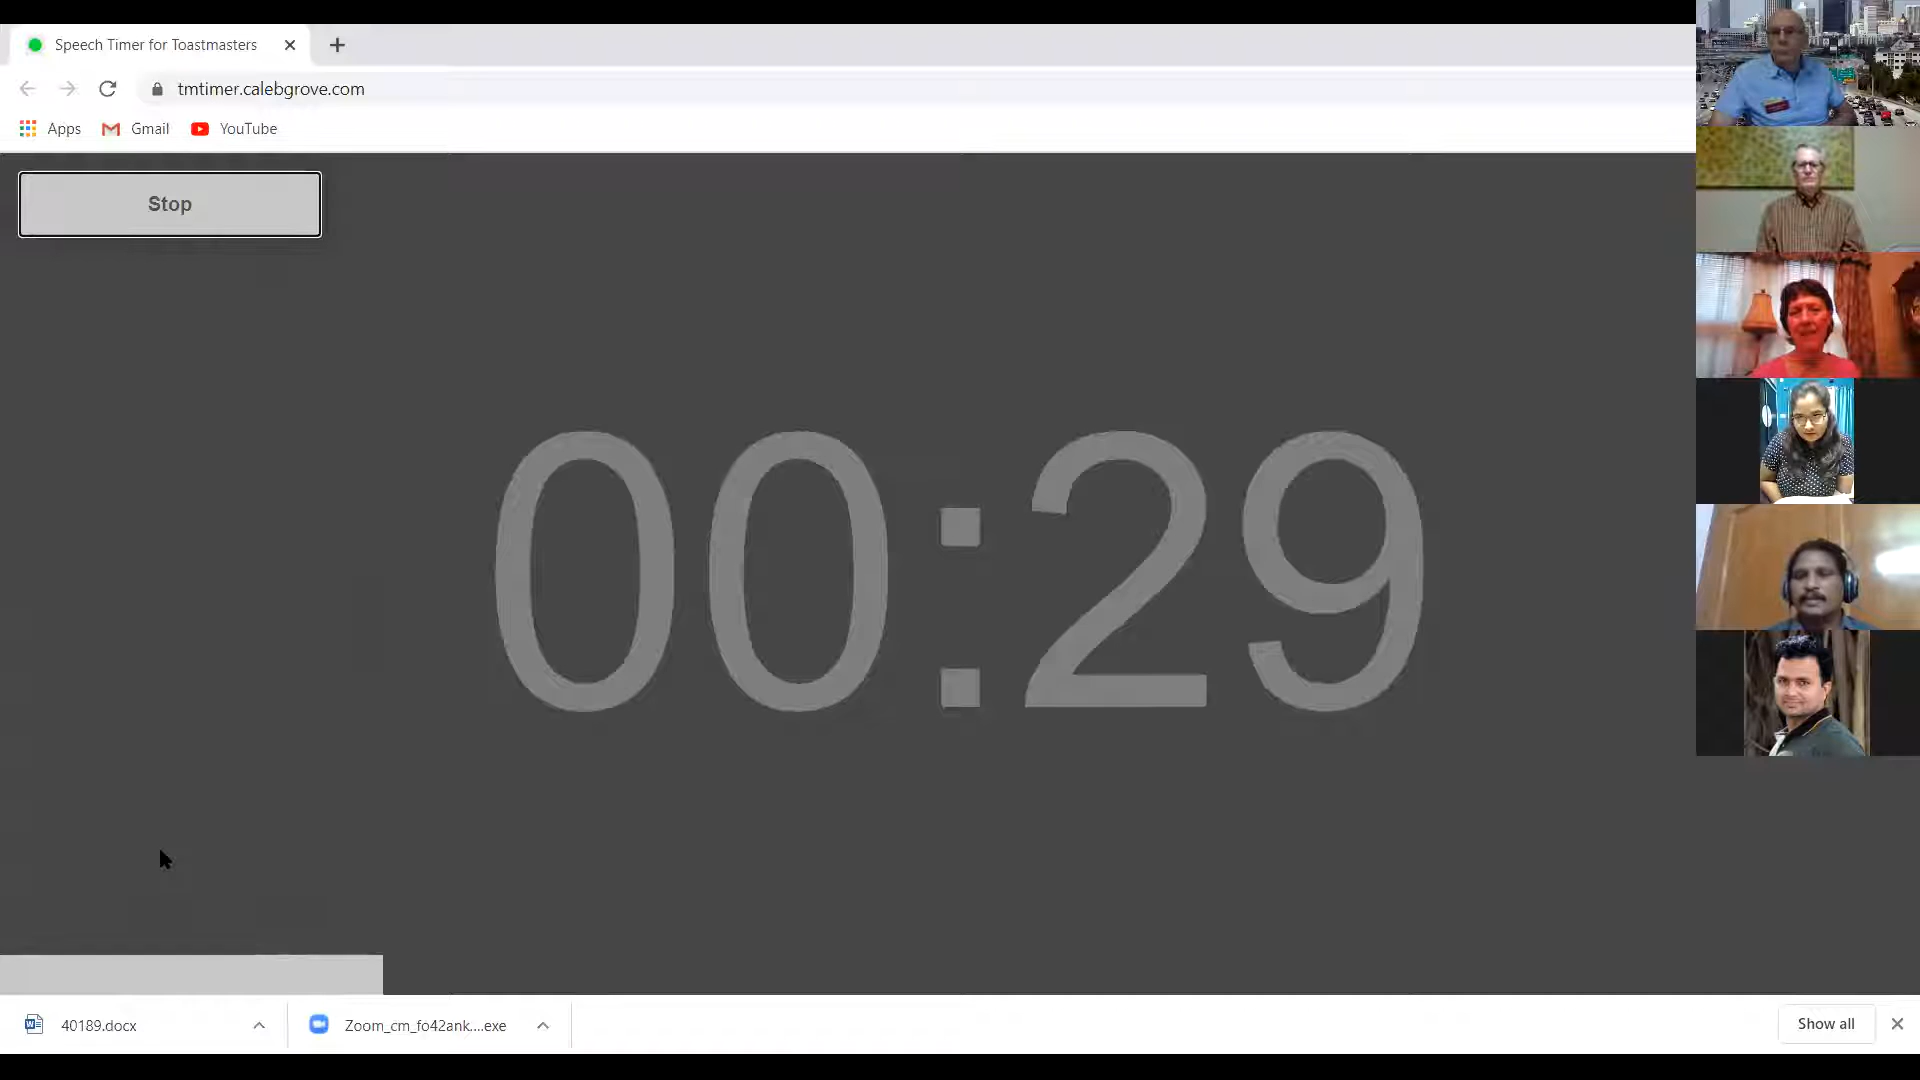 Speech Timer for Toastmasters
tmtimer.calebgrove.com
Apps Gmail YouTube
Stop
00:29
40189.docx Zoom_cm_fo42ank....exe Show all